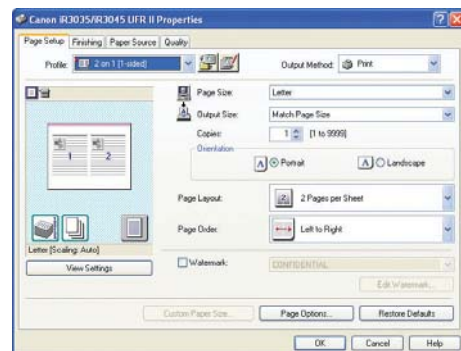 Canon iR3035/iR3045 UFR II Properties
Page Setup Finishing Paper Source Quality
Profile: 2 on 1 [1-sided] Output Method: Print
Page Size: Letter
Output Size: Match Page Size
Copies: 1 [1 to 9999]
Orientation
A Portrait A Landscape
1 2
Page Layout: 2 Pages per Sheet
Page Order: Left to Right
Letter [Scaling: Auto]
View Settings
Watermark: CONFIDENTIAL
Edit Watermark...
Custom Paper Size... Page Options... Restore Defaults
OK Cancel Help